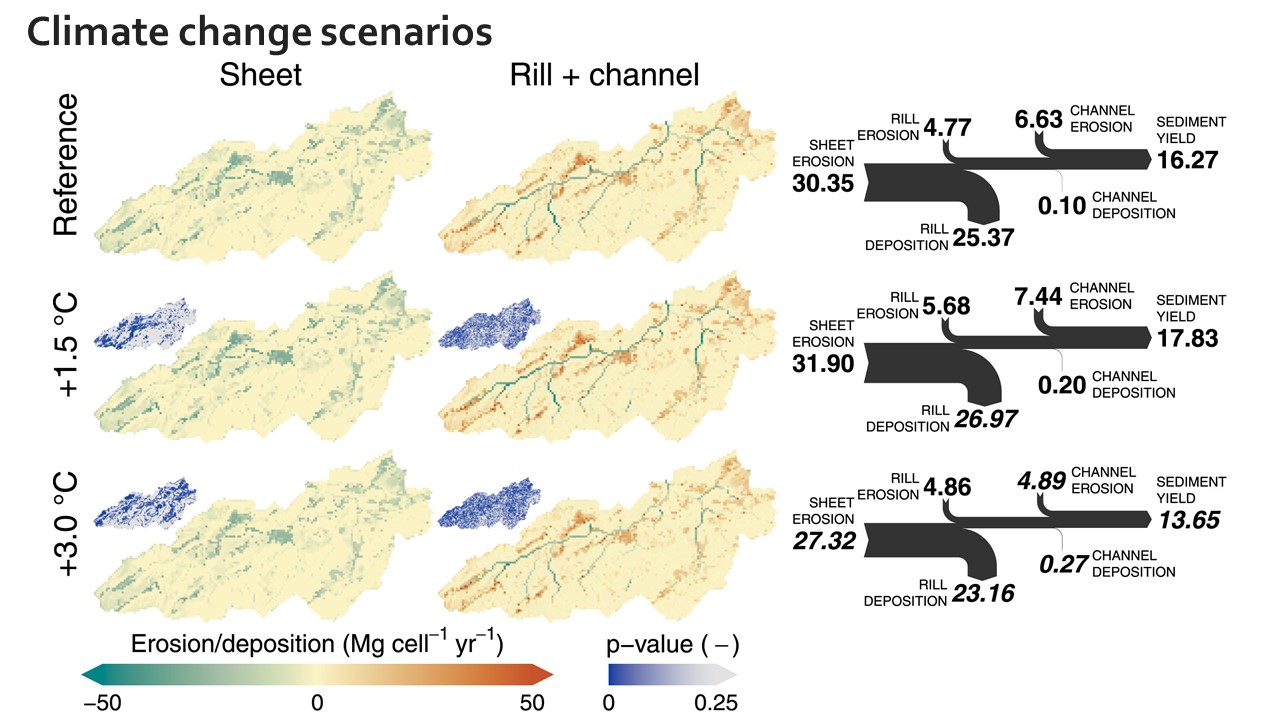 Climate change scenarios
Sheet
Rill + channel
Reference
RILL
EROSION 4.77
6.63 CHANNEL
EROSION
SHEET
EROSION
30.35
SEDIMENT
YIELD
16.27
0.10 CHANNEL
DEPOSITION
RILL
DEPOSITION 25.37
+1.5 °C
RILL
EROSION 5.68
7.44 CHANNEL
EROSION
SHEET
EROSION
31.90
SEDIMENT
YIELD
17.83
0.20 CHANNEL
DEPOSITION
RILL
DEPOSITION 26.97
+3.0 °C
RILL
EROSION 4.86
4.89 CHANNEL
EROSION
SHEET
EROSION
27.32
SEDIMENT
YIELD
13.65
0.27 CHANNEL
DEPOSITION
RILL
DEPOSITION 23.16
Erosion/deposition (Mg cell⁻¹ yr⁻¹)
−50 0 50
p−value ( − )
0 0.25